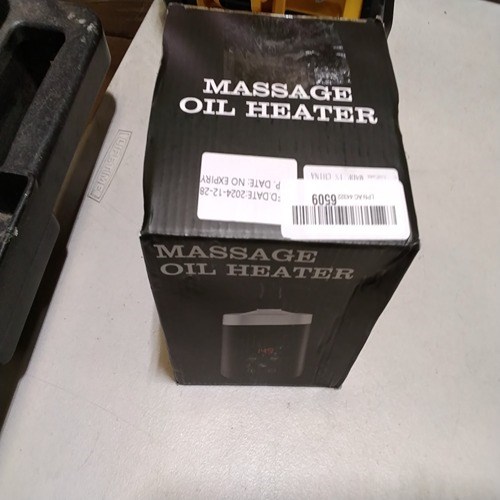 MASSAGE
OIL HEATER
MADE IN CHINA
P. DATE: NO EXPIRY
D.DATE:2024-12-28
6509
MASSAGE
OIL HEATER